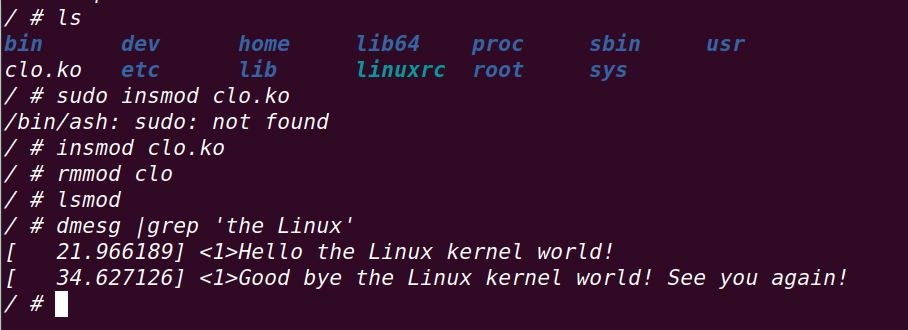 / # ls
bin dev home lib64 proc sbin usr
clo.ko etc lib linuxrc root sys
/ # sudo insmod clo.ko
/bin/ash: sudo: not found
/ # insmod clo.ko
/ # rmmod clo
/ # lsmod
/ # dmesg |grep 'the Linux'
[ 21.966189] <1>Hello the Linux kernel world!
[ 34.627126] <1>Good bye the Linux kernel world! See you again!
/ #